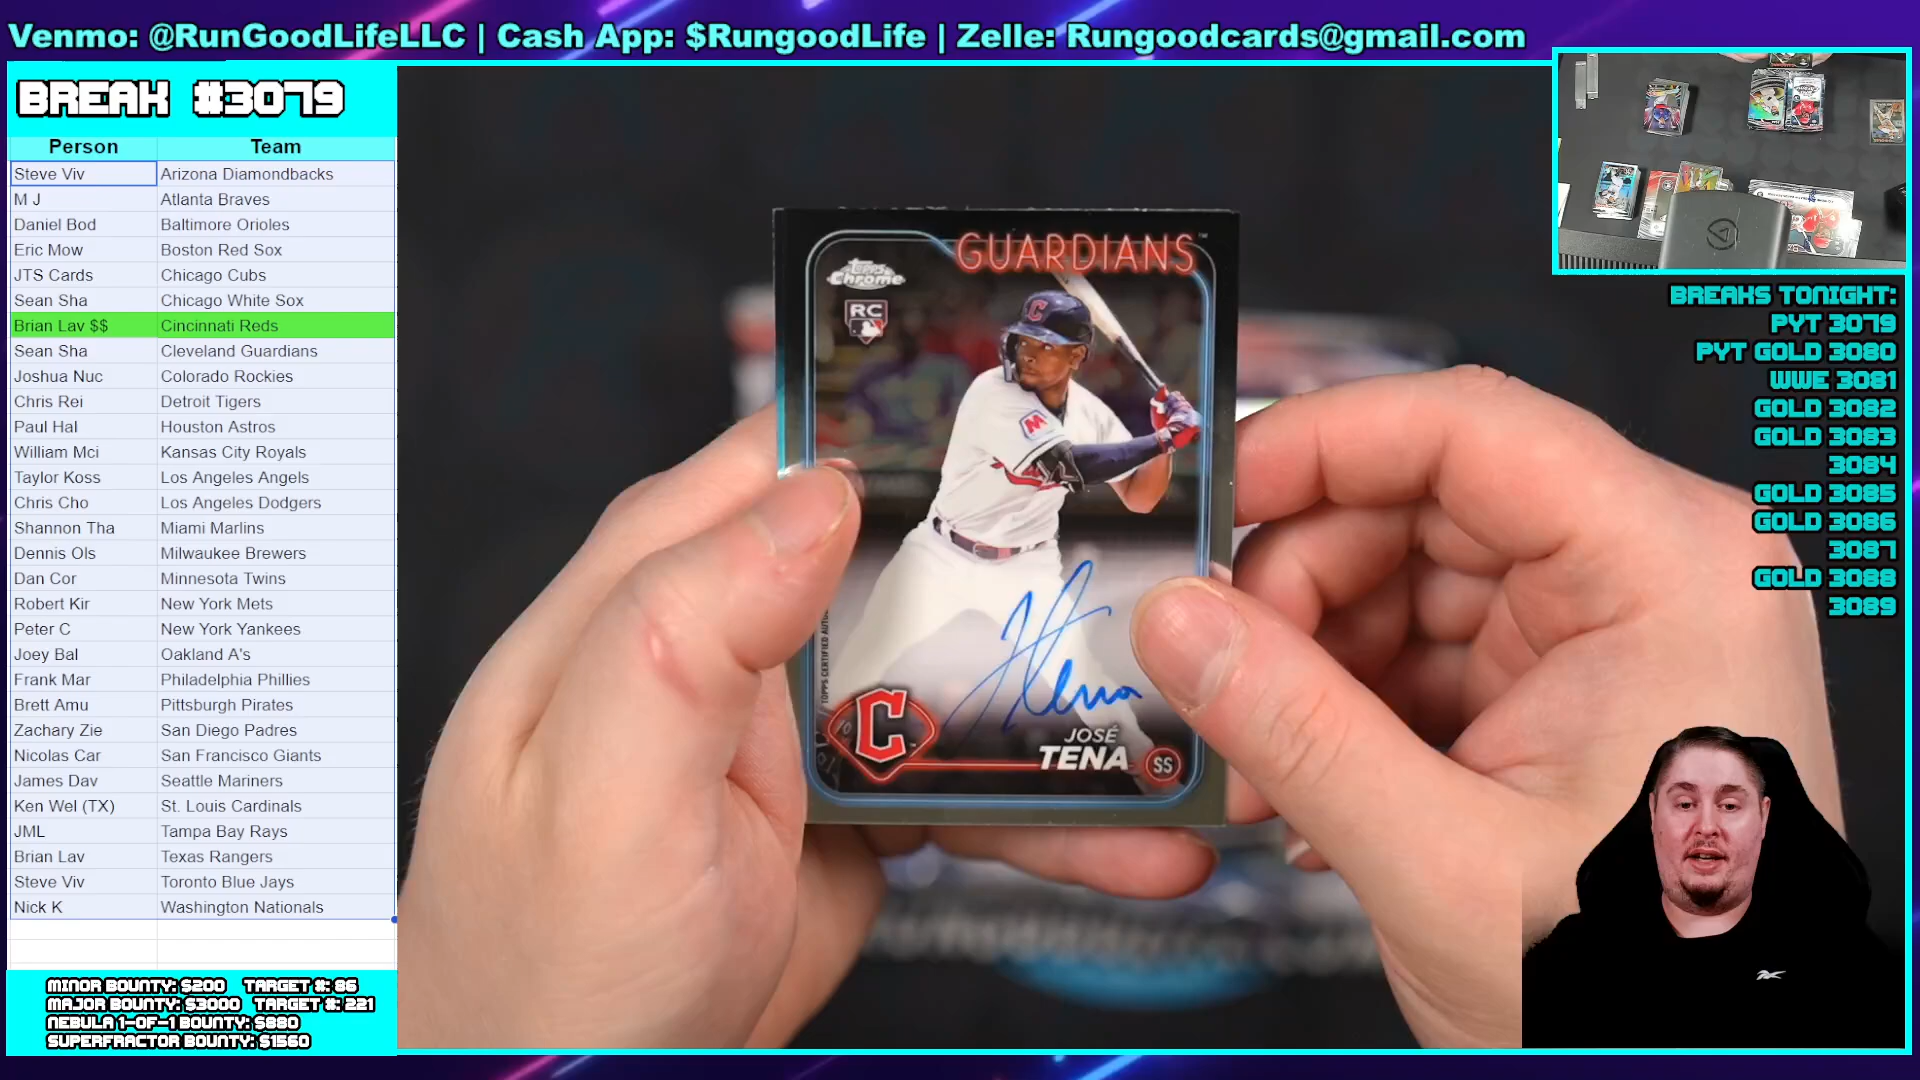 Venmo: @RunGoodLifeLLC | Cash App: $RungoodLife | Zelle: Rungoodcards@gmail.com
BREAK #3079
Person Team
Steve Viv Arizona Diamondbacks
M J Atlanta Braves
Daniel Bod Baltimore Orioles
Eric Mow Boston Red Sox
JTS Cards Chicago Cubs
Sean Sha Chicago White Sox
Brian Lav $$ Cincinnati Reds
Sean Sha Cleveland Guardians
Joshua Nuc Colorado Rockies
Chris Rei Detroit Tigers
Paul Hal Houston Astros
William Mci Kansas City Royals
Taylor Koss Los Angeles Angels
Chris Cho Los Angeles Dodgers
Shannon Tha Miami Marlins
Dennis Ols Milwaukee Brewers
Dan Cor Minnesota Twins
Robert Kir New York Mets
Peter C New York Yankees
Joey Bal Oakland A's
Frank Mar Philadelphia Phillies
Brett Amu Pittsburgh Pirates
Zachary Zie San Diego Padres
Nicolas Car San Francisco Giants
James Dav Seattle Mariners
Ken Wel (TX) St. Louis Cardinals
JML Tampa Bay Rays
Brian Lav Texas Rangers
Steve Viv Toronto Blue Jays
Nick K Washington Nationals
MINOR BOUNTY: $200 TARGET #: 86
MAJOR BOUNTY: $3000 TARGET #: 221
NEBULA 1-OF-1 BOUNTY: $880
SUPERFRACTOR BOUNTY: $1560
GUARDIANS™
Topps
Chrome
RC
M
C
TOPPS CERTIFIED
J Tena
C
JOSÉ
TENA
SS
BREAKS TONIGHT:
PYT 3079
PYT GOLD 3080
WWE 3081
GOLD 3082
GOLD 3083
3084
GOLD 3085
GOLD 3086
3087
GOLD 3088
3089